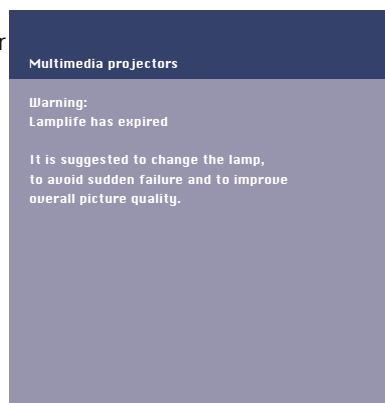 r
Multimedia projectors
Warning:
Lamplife has expired
It is suggested to change the lamp,
to avoid sudden failure and to improve
overall picture quality.